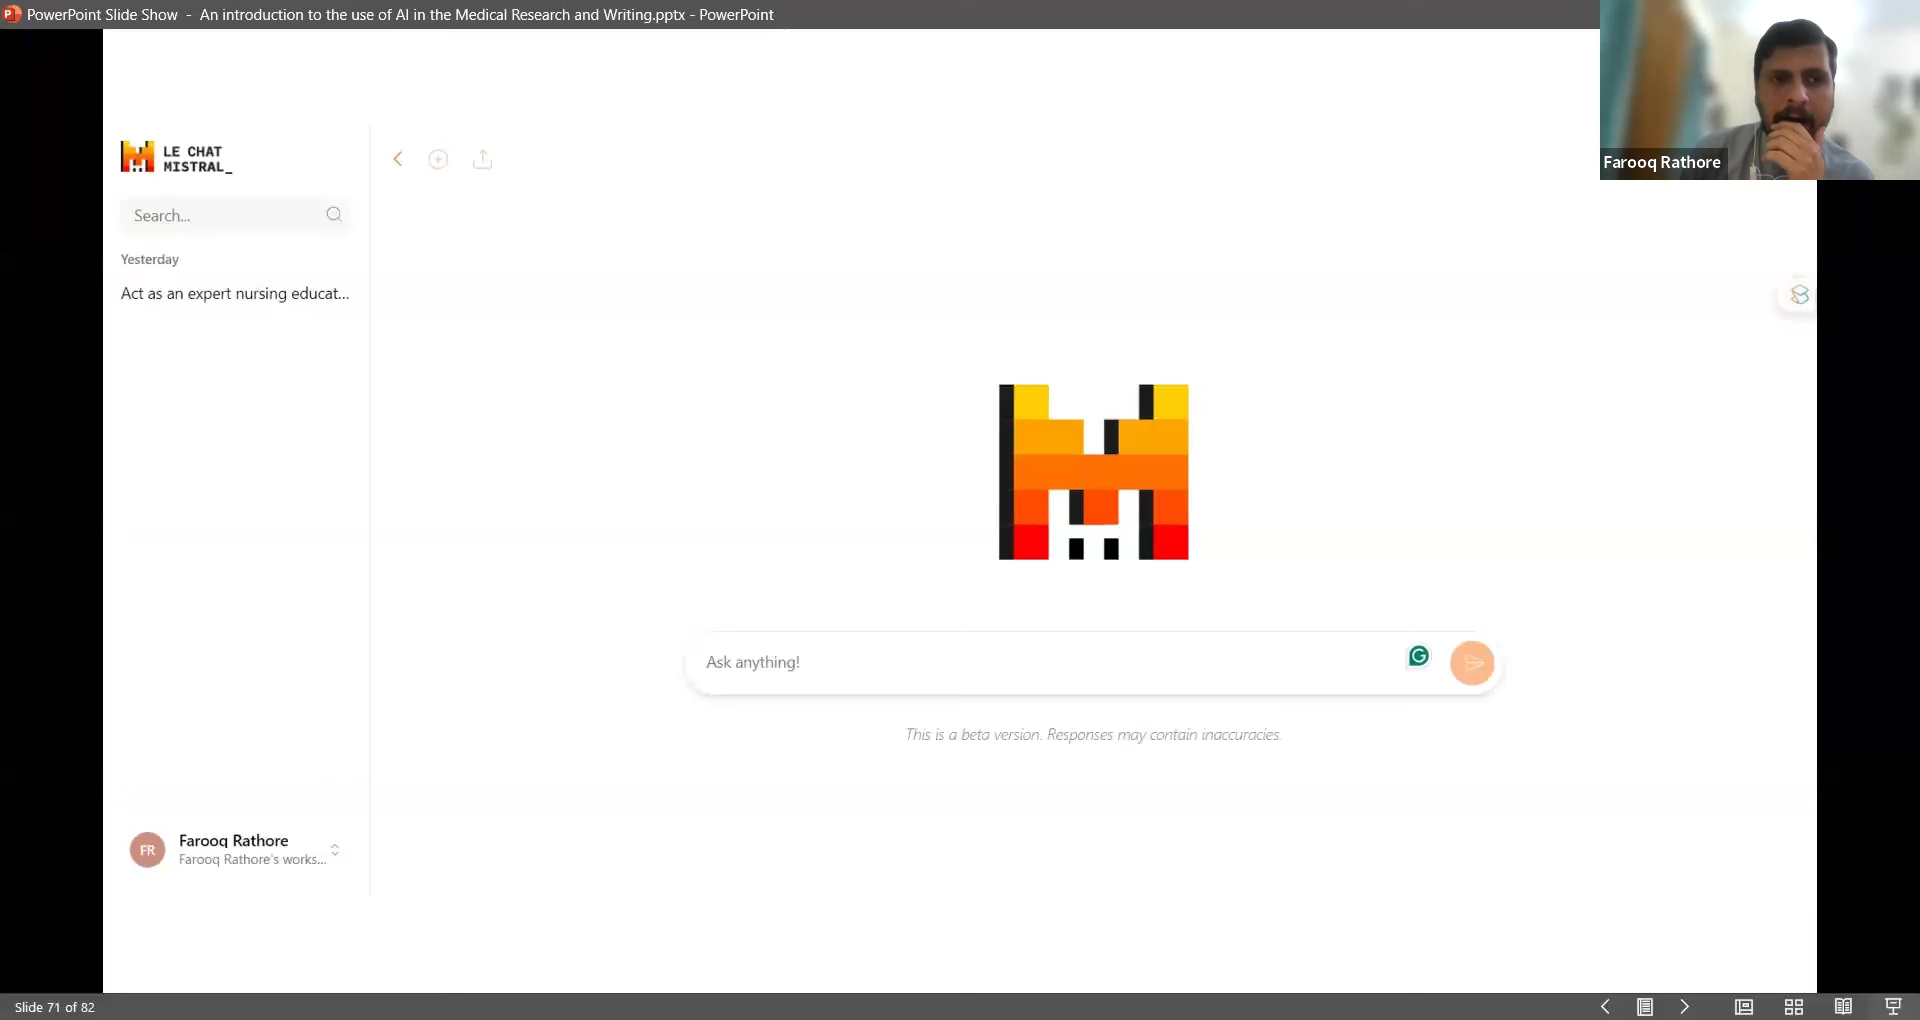 PowerPoint Slide Show - An introduction to the use of AI in the Medical Research and Writing.pptx - PowerPoint
Farooq Rathore
LE CHAT
MISTRAL_
Search...
Yesterday
Act as an expert nursing educat...
Ask anything!
This is a beta version. Responses may contain inaccuracies.
FR
Farooq Rathore
Farooq Rathore's works...
Slide 71 of 82